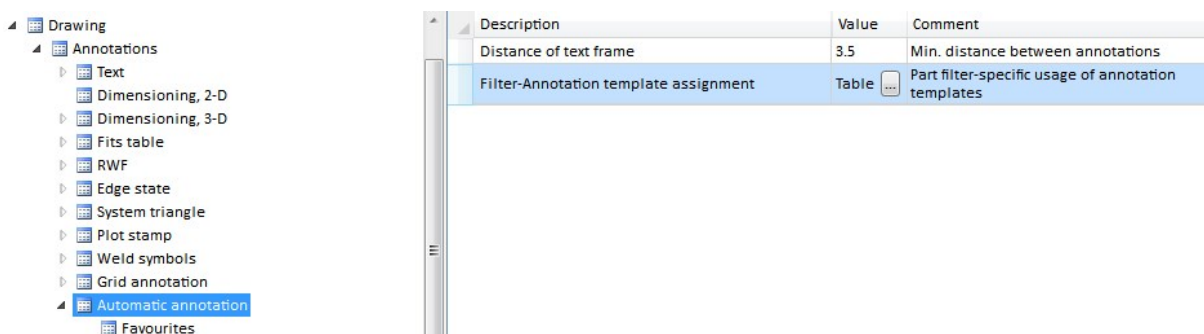 Drawing
Annotations
Text
Dimensioning, 2-D
Dimensioning, 3-D
Fits table
RWF
Edge state
System triangle
Plot stamp
Weld symbols
Grid annotation
Automatic annotation
Favourites
Description Value Comment
Distance of text frame 3.5 Min. distance between annotations
Filter-Annotation template assignment Table ... Part filter-specific usage of annotation
templates